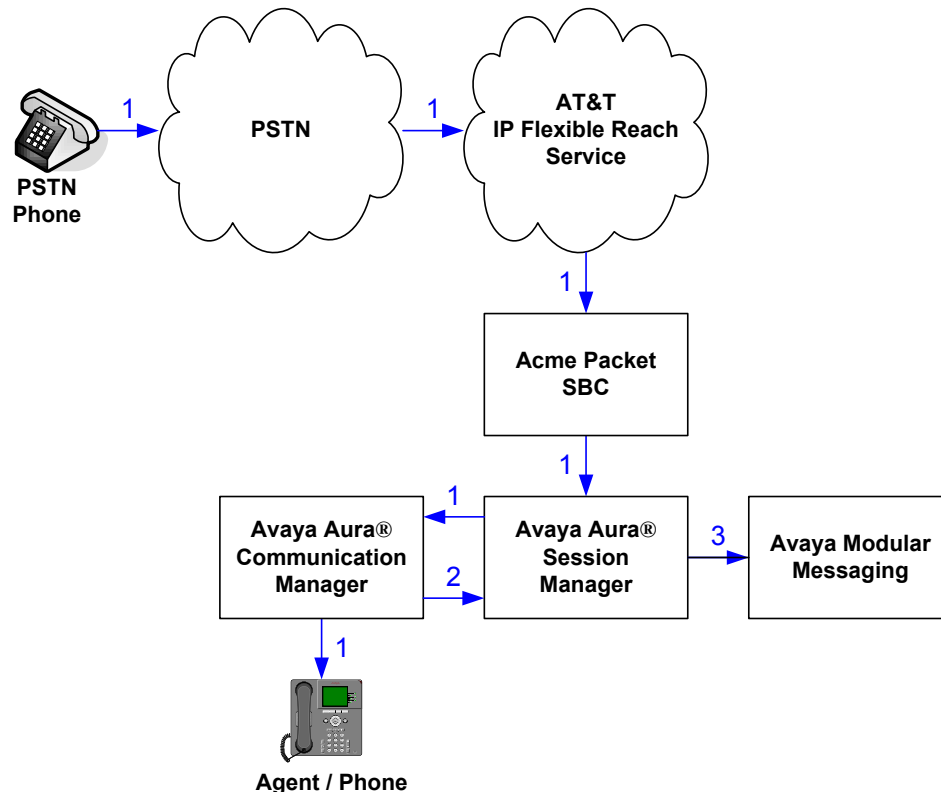 1
1
PSTN
AT&T
IP Flexible Reach
Service
PSTN
Phone
1
Acme Packet
SBC
1
1
Avaya Aura®
Communication
Manager
2
Avaya Aura®
Session
Manager
3
Avaya Modular
Messaging
1
Agent / Phone